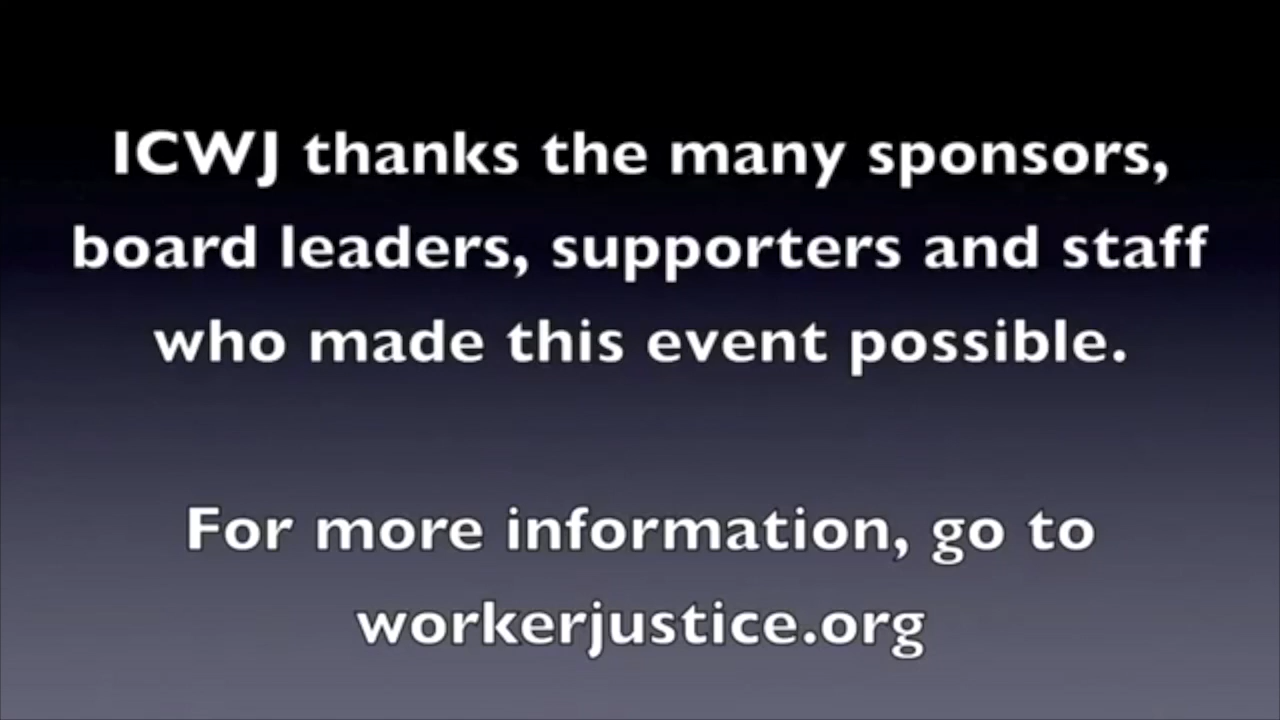 ICWJ thanks the many sponsors,
board leaders, supporters and staff
who made this event possible.
For more information, go to
workerjustice.org